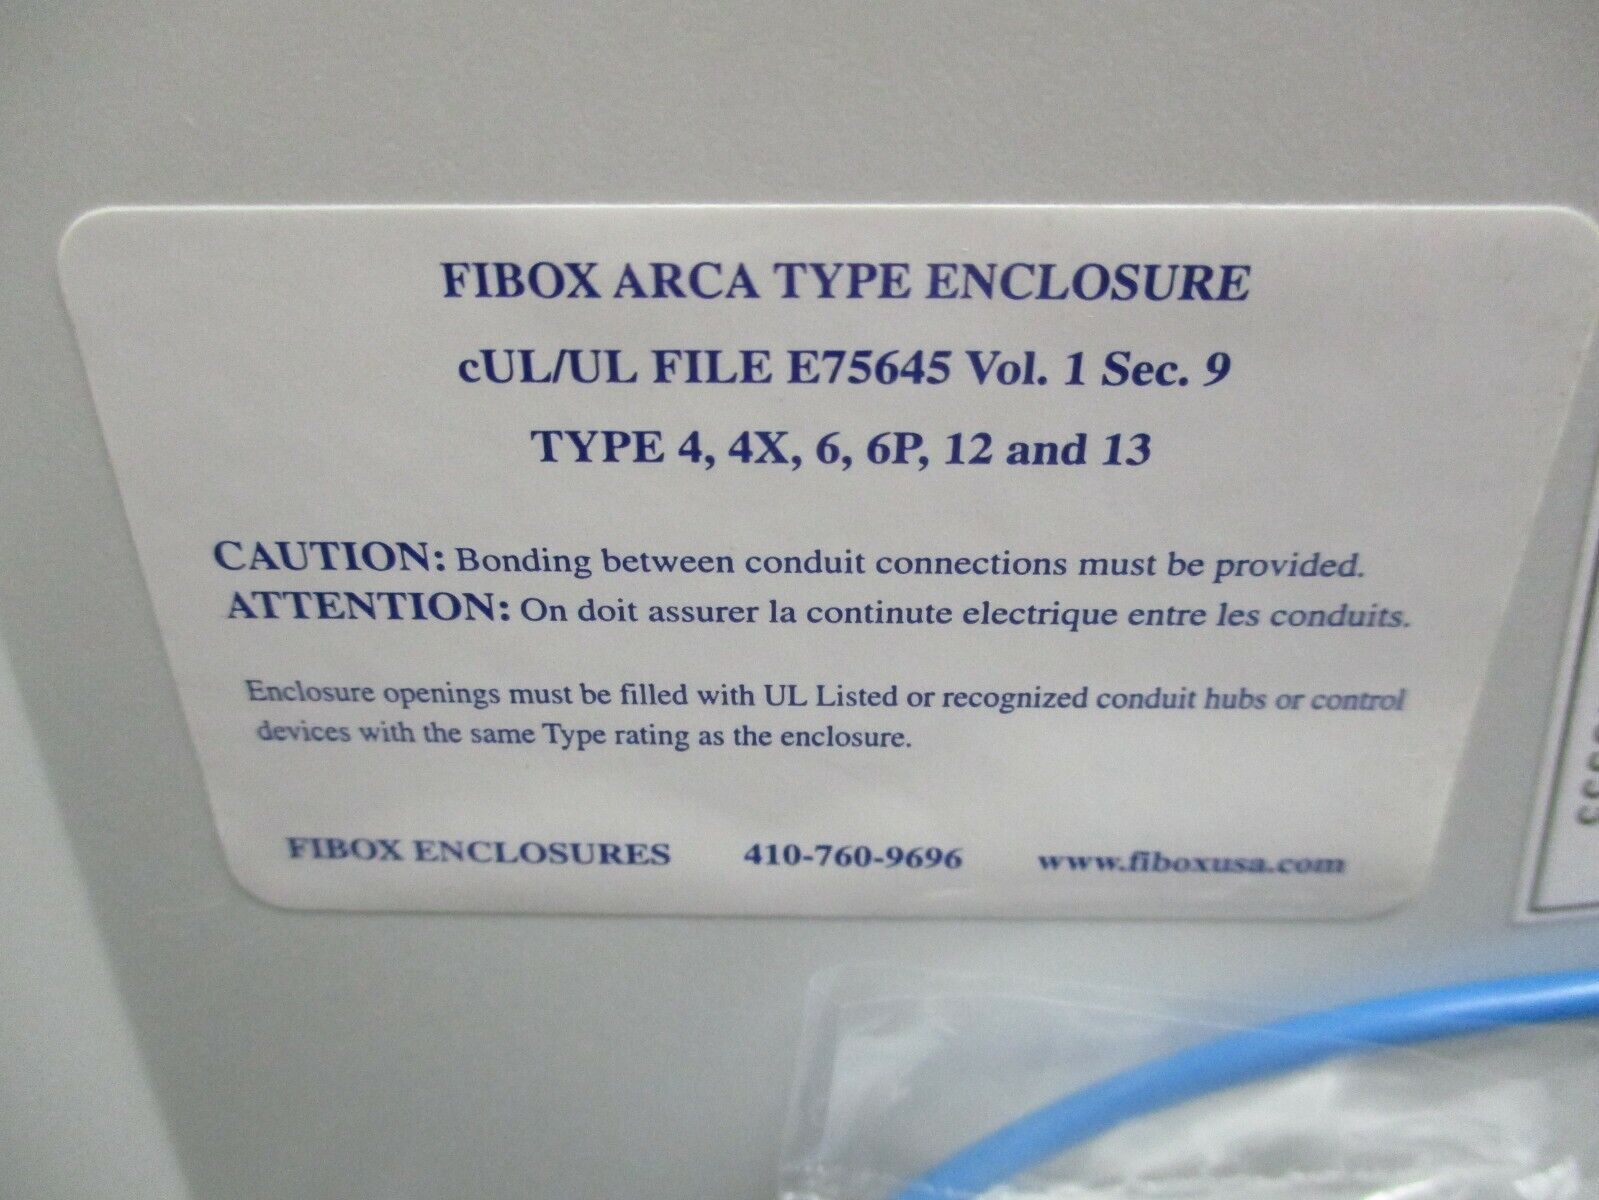 FIBOX ARCA TYPE ENCLOSURE
cUL/UL FILE E75645 Vol. 1 Sec. 9
TYPE 4, 4X, 6, 6P, 12 and 13
CAUTION: Bonding between conduit connections must be provided.
ATTENTION: On doit assurer la continute electrique entre les conduits.
Enclosure openings must be filled with UL Listed or recognized conduit hubs or control
devices with the same Type rating as the enclosure.
FIBOX ENCLOSURES 410-760-9696 www.fiboxusa.com